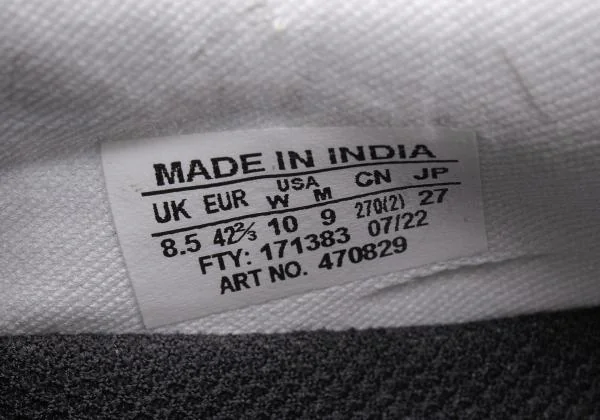 MADE IN INDIA
USA
UK EUR W M CN JP
8.5 42⅔ 10 9 270(2) 27
FTY: 171383 07/22
ART NO. 470829